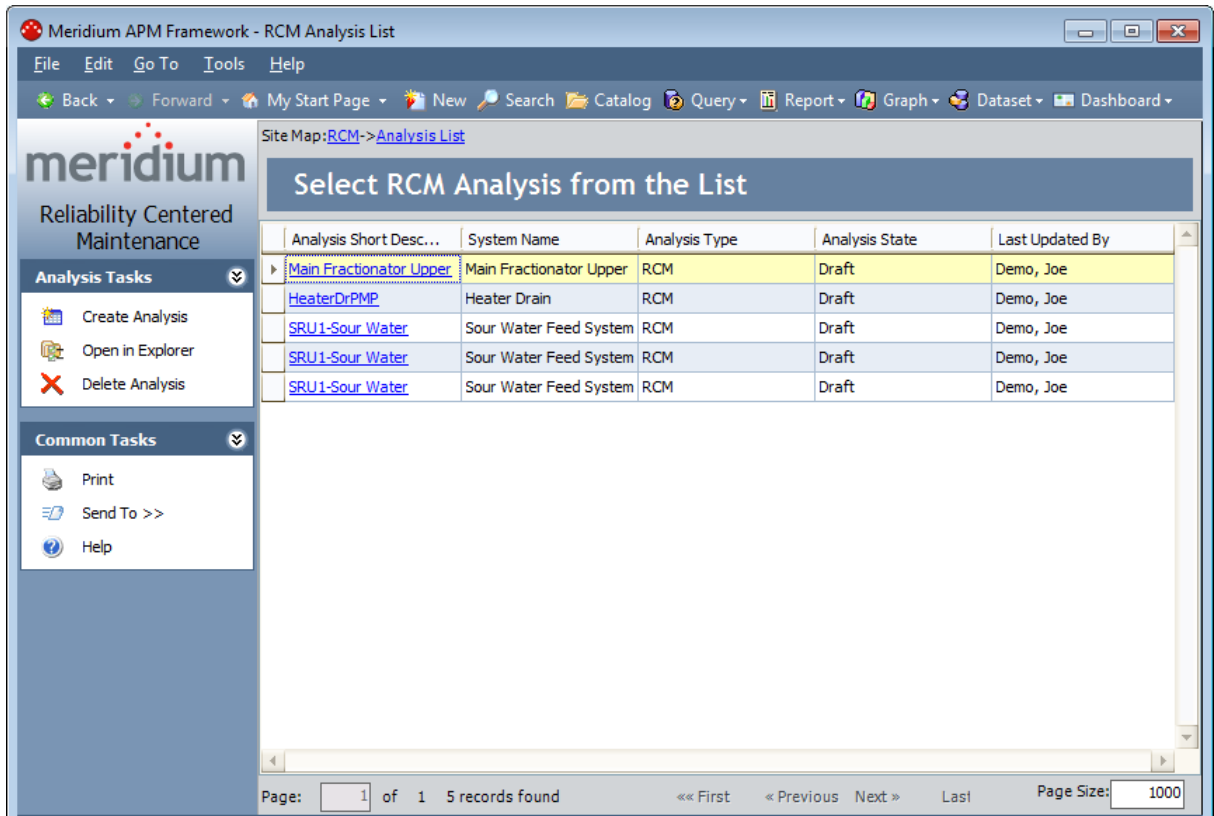 Meridium APM Framework - RCM Analysis List
File Edit Go To Tools Help
Back Forward My Start Page New Search Catalog Query Report Graph Dataset Dashboard
meridium
Reliability Centered
Maintenance
Analysis Tasks
Create Analysis
Open in Explorer
Delete Analysis
Common Tasks
Print
Send To >>
Help
Site Map:RCM->Analysis List
Select RCM Analysis from the List
Analysis Short Desc... System Name Analysis Type Analysis State Last Updated By
Main Fractionator Upper Main Fractionator Upper RCM Draft Demo, Joe
HeaterDrPMP Heater Drain RCM Draft Demo, Joe
SRU1-Sour Water Sour Water Feed System RCM Draft Demo, Joe
SRU1-Sour Water Sour Water Feed System RCM Draft Demo, Joe
SRU1-Sour Water Sour Water Feed System RCM Draft Demo, Joe
Page: 1 of 1 5 records found «« First « Previous Next » Last Page Size: 1000